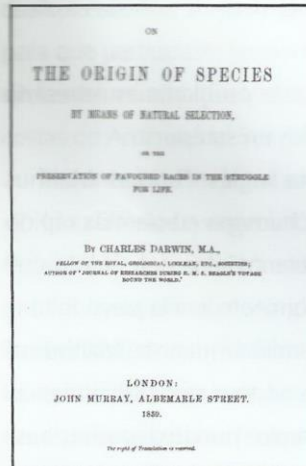 ON
THE ORIGIN OF SPECIES
BY MEANS OF NATURAL SELECTION,
OR THE
PRESERVATION OF FAVOURED RACES IN THE STRUGGLE
FOR LIFE.
BY CHARLES DARWIN, M.A.,
FELLOW OF THE ROYAL, GEOLOGICAL, LINNÆAN, ETC., SOCIETIES;
AUTHOR OF 'JOURNAL OF RESEARCHES DURING H. M. S. BEAGLE'S VOYAGE
ROUND THE WORLD.'
LONDON:
JOHN MURRAY, ALBEMARLE STREET.
1859.
The right of Translation is reserved.